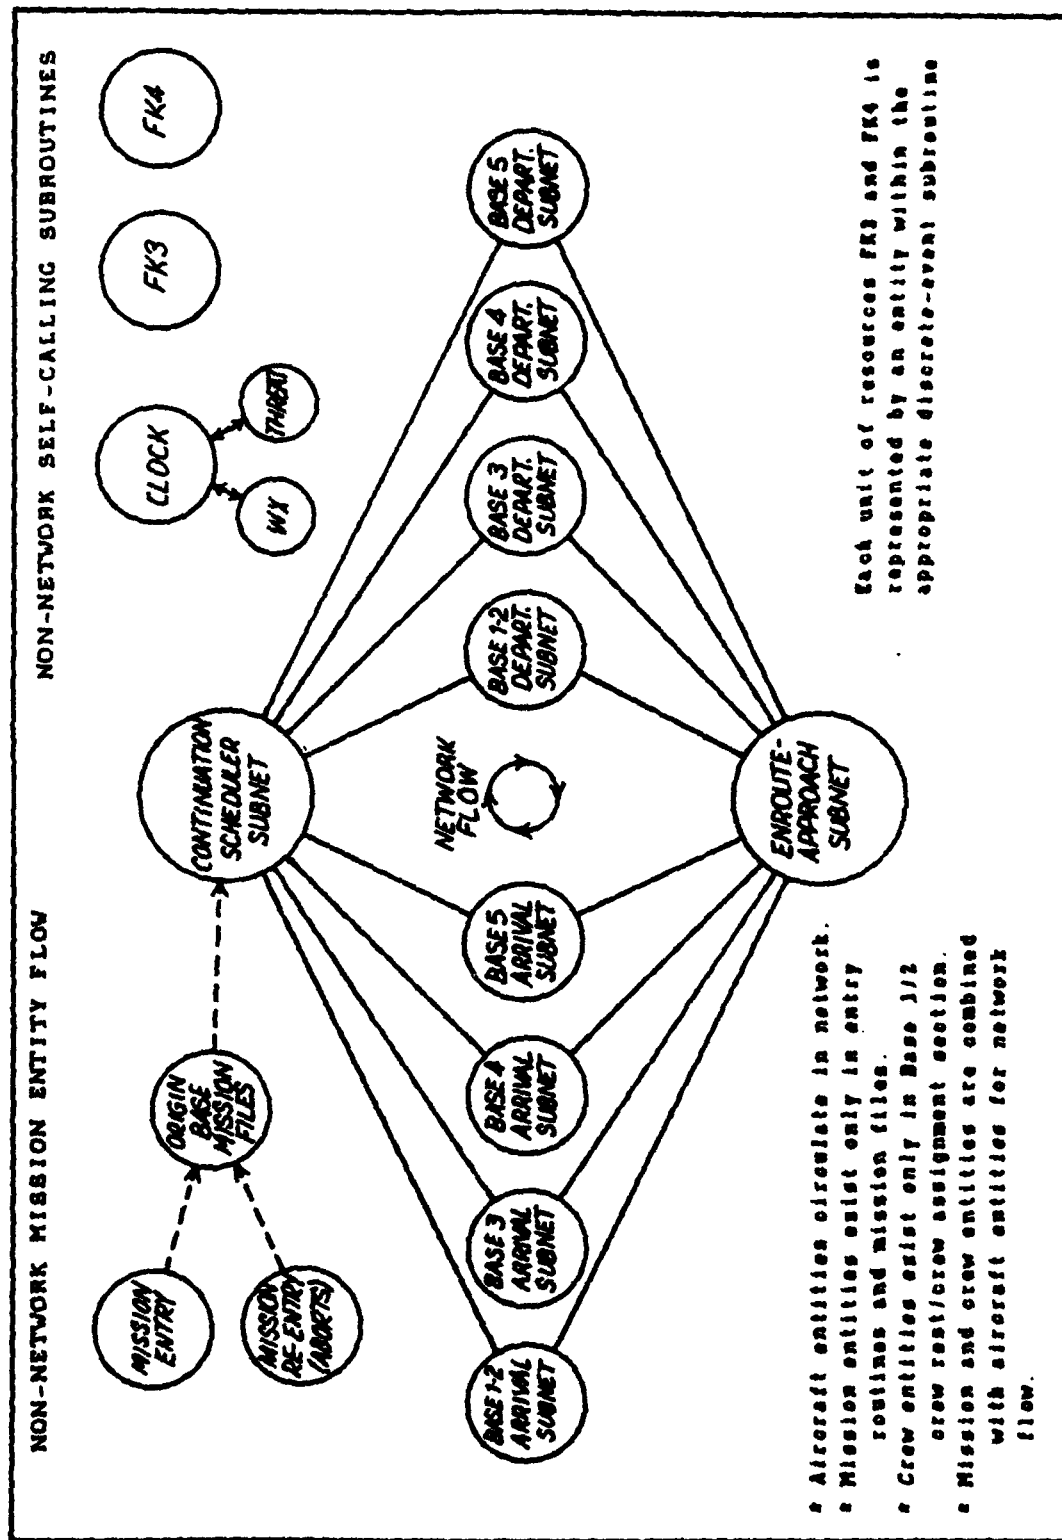 NON-NETWORK MISSION ENTITY FLOW
NON-NETWORK SELF-CALLING SUBROUTINES
MISSION
ENTRY
MISSION
RE-ENTRY
(ABORTS)
ORIGIN
BASE
MISSION
FILES
CONTINUATION
SCHEDULER
SUBNET
CLOCK
WX
THREAT
FK3
FK4
BASE 1-2
ARRIVAL
SUBNET
BASE 3
ARRIVAL
SUBNET
BASE 4
ARRIVAL
SUBNET
BASE 5
ARRIVAL
SUBNET
NETWORK
FLOW
BASE 1-2
DEPART.
SUBNET
BASE 3
DEPART.
SUBNET
BASE 4
DEPART.
SUBNET
BASE 5
DEPART.
SUBNET
ENROUTE-
APPROACH
SUBNET
* Aircraft entities circulate in network.
* Mission entities exist only in entry
routines and mission files.
* Crew entities exist only in Base 1/2
crew rest/crew assignment section.
* Mission and crew entities are combined
with aircraft entities for network
flow.
Each unit of resources FK3 and FK4 is
represented by an entity within the
appropriate discrete-event subroutine